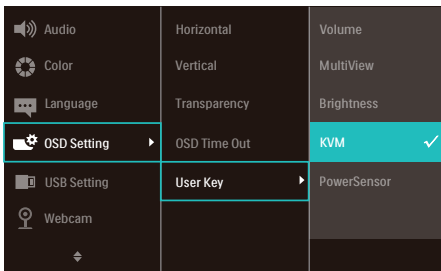 Audio
Color
Language
OSD Setting
USB Setting
Webcam
Horizontal
Vertical
Transparency
OSD Time Out
User Key
Volume
MultiView
Brightness
KVM
PowerSensor